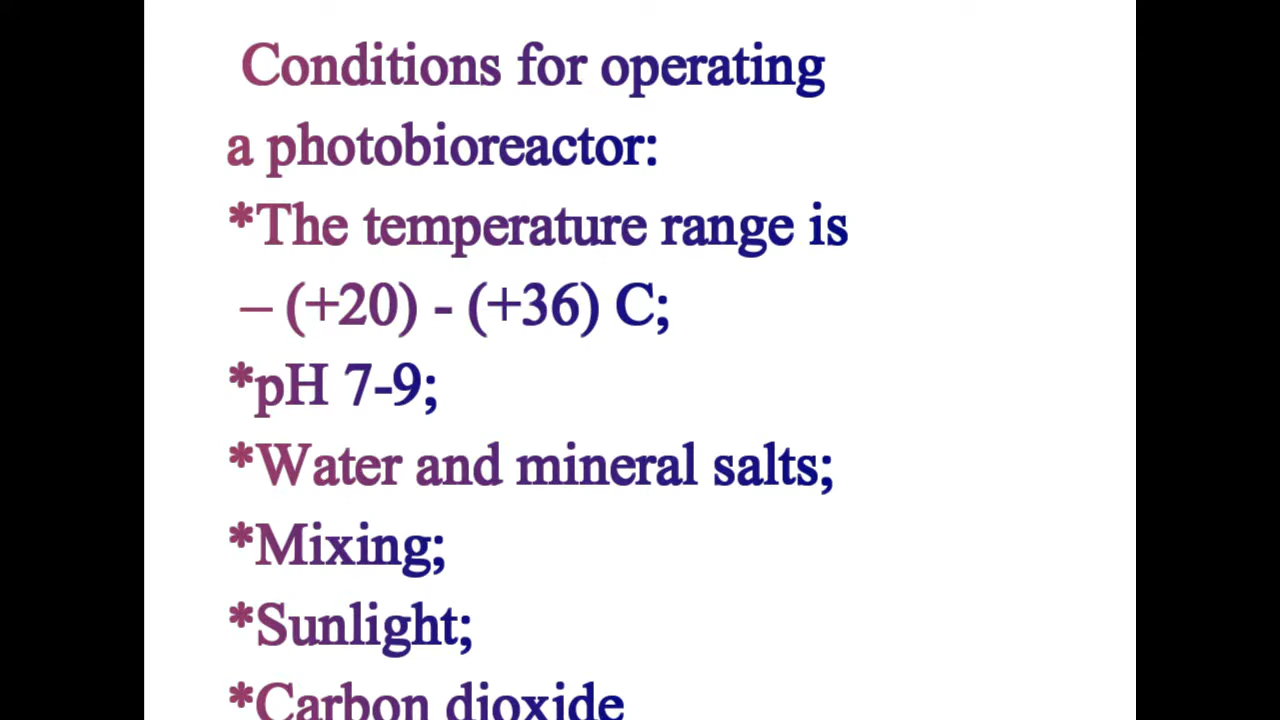 Conditions for operating
a photobioreactor:
*The temperature range is
– (+20) - (+36) C;
*pH 7-9;
*Water and mineral salts;
*Mixing;
*Sunlight;
*Carbon dioxide